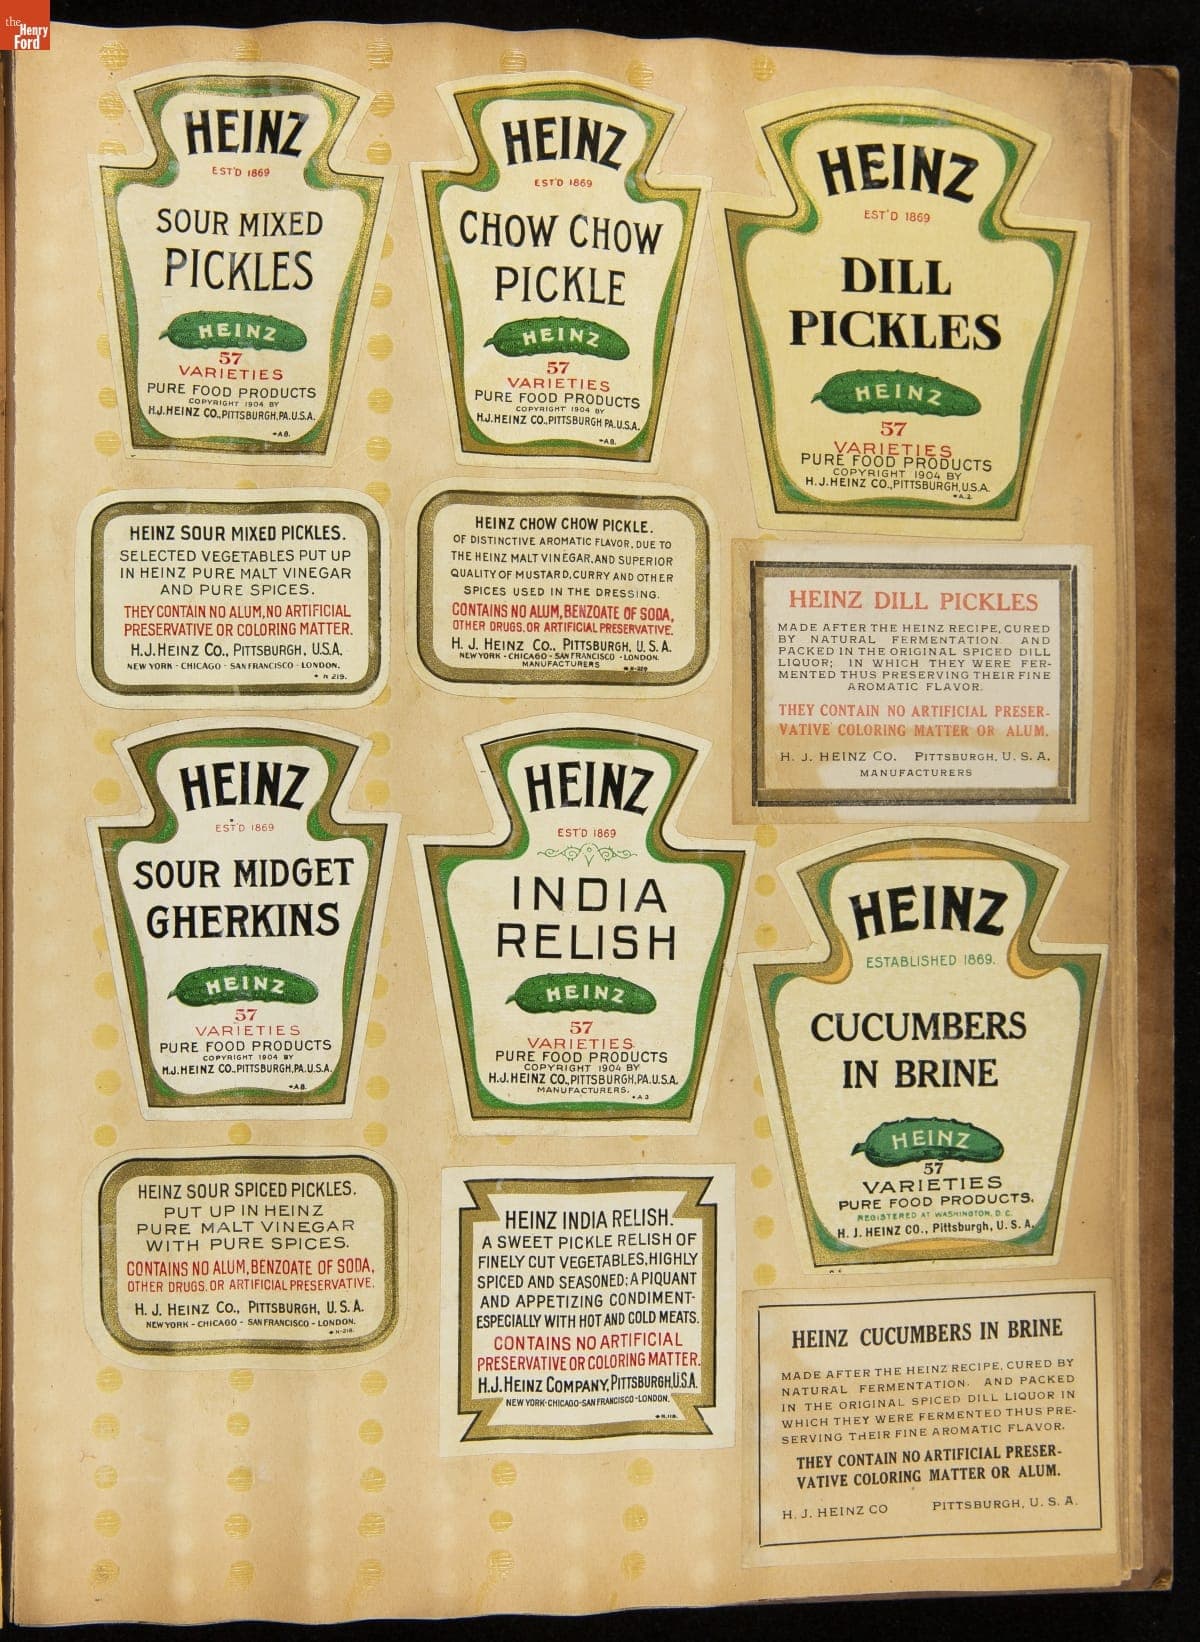 the
Henry
Ford
HEINZ
EST'D 1869
SOUR MIXED
PICKLES
HEINZ
57
VARIETIES
PURE FOOD PRODUCTS
COPYRIGHT 1904 BY
H.J. HEINZ CO., PITTSBURGH, PA. U.S.A.
A8.
HEINZ SOUR MIXED PICKLES.
SELECTED VEGETABLES PUT UP
IN HEINZ PURE MALT VINEGAR
AND PURE SPICES.
THEY CONTAIN NO ALUM, NO ARTIFICIAL
PRESERVATIVE OR COLORING MATTER.
H.J. HEINZ CO., PITTSBURGH, U.S.A.
NEW YORK - CHICAGO - SAN FRANCISCO - LONDON.
N 219.
HEINZ
EST'D 1869
CHOW CHOW
PICKLE
HEINZ
57
VARIETIES
PURE FOOD PRODUCTS
COPYRIGHT 1904 BY
H.J. HEINZ CO., PITTSBURGH PA. U.S.A.
A8.
HEINZ CHOW CHOW PICKLE.
OF DISTINCTIVE AROMATIC FLAVOR, DUE TO
THE HEINZ MALT VINEGAR, AND SUPERIOR
QUALITY OF MUSTARD, CURRY AND OTHER
SPICES USED IN THE DRESSING.
CONTAINS NO ALUM, BENZOATE OF SODA,
OTHER DRUGS, OR ARTIFICIAL PRESERVATIVE.
H. J. HEINZ CO., PITTSBURGH, U. S. A.
NEW YORK - CHICAGO - SAN FRANCISCO - LONDON.
MANUFACTURERS
HEINZ
EST'D 1869
DILL
PICKLES
HEINZ
57
VARIETIES
PURE FOOD PRODUCTS
COPYRIGHT 1904 BY
H. J. HEINZ CO., PITTSBURGH, U.S.A.
A.2.
HEINZ DILL PICKLES
MADE AFTER THE HEINZ RECIPE, CURED
BY NATURAL FERMENTATION. AND
PACKED IN THE ORIGINAL SPICED DILL
LIQUOR; IN WHICH THEY WERE FER-
MENTED THUS PRESERVING THEIR FINE
AROMATIC FLAVOR.
THEY CONTAIN NO ARTIFICIAL PRESER-
VATIVE COLORING MATTER OR ALUM.
H. J. HEINZ CO. PITTSBURGH, U. S. A.
MANUFACTURERS
HEINZ
EST'D 1869
SOUR MIDGET
GHERKINS
HEINZ
57
VARIETIES
PURE FOOD PRODUCTS
COPYRIGHT 1904 BY
H.J. HEINZ CO., PITTSBURGH, PA. U.S.A.
A8.
HEINZ SOUR SPICED PICKLES.
PUT UP IN HEINZ
PURE MALT VINEGAR
WITH PURE SPICES.
CONTAINS NO ALUM, BENZOATE OF SODA,
OTHER DRUGS, OR ARTIFICIAL PRESERVATIVE.
H. J. HEINZ CO., PITTSBURGH, U. S. A.
NEW YORK - CHICAGO - SAN FRANCISCO - LONDON.
N-218.
HEINZ
EST'D 1869
INDIA
RELISH
HEINZ
57
VARIETIES
PURE FOOD PRODUCTS
COPYRIGHT 1904 BY
H.J. HEINZ CO., PITTSBURGH, PA. U.S.A.
MANUFACTURERS.
A 3
HEINZ INDIA RELISH.
A SWEET PICKLE RELISH OF
FINELY CUT VEGETABLES, HIGHLY
SPICED AND SEASONED; A PIQUANT
AND APPETIZING CONDIMENT-
ESPECIALLY WITH HOT AND COLD MEATS.
CONTAINS NO ARTIFICIAL
PRESERVATIVE OR COLORING MATTER.
H.J. HEINZ COMPANY, PITTSBURGH, U.S.A.
NEW YORK - CHICAGO - SAN FRANCISCO - LONDON.
N.118.
HEINZ
ESTABLISHED 1869.
CUCUMBERS
IN BRINE
HEINZ
57
VARIETIES
PURE FOOD PRODUCTS.
REGISTERED AT WASHINGTON, D. C.
H. J. HEINZ CO., Pittsburgh, U. S. A.
HEINZ CUCUMBERS IN BRINE
MADE AFTER THE HEINZ RECIPE, CURED BY
NATURAL FERMENTATION. AND PACKED
IN THE ORIGINAL SPICED DILL LIQUOR IN
WHICH THEY WERE FERMENTED THUS PRE-
SERVING THEIR FINE AROMATIC FLAVOR.
THEY CONTAIN NO ARTIFICIAL PRESER-
VATIVE COLORING MATTER OR ALUM.
H. J. HEINZ CO PITTSBURGH, U. S. A.